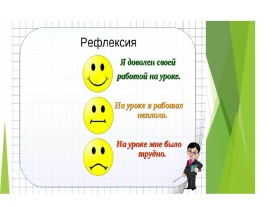 Рефлексия
Я доволен своей
работой на уроке.
На уроке я работал
неплохо.
На уроке мне было
трудно.